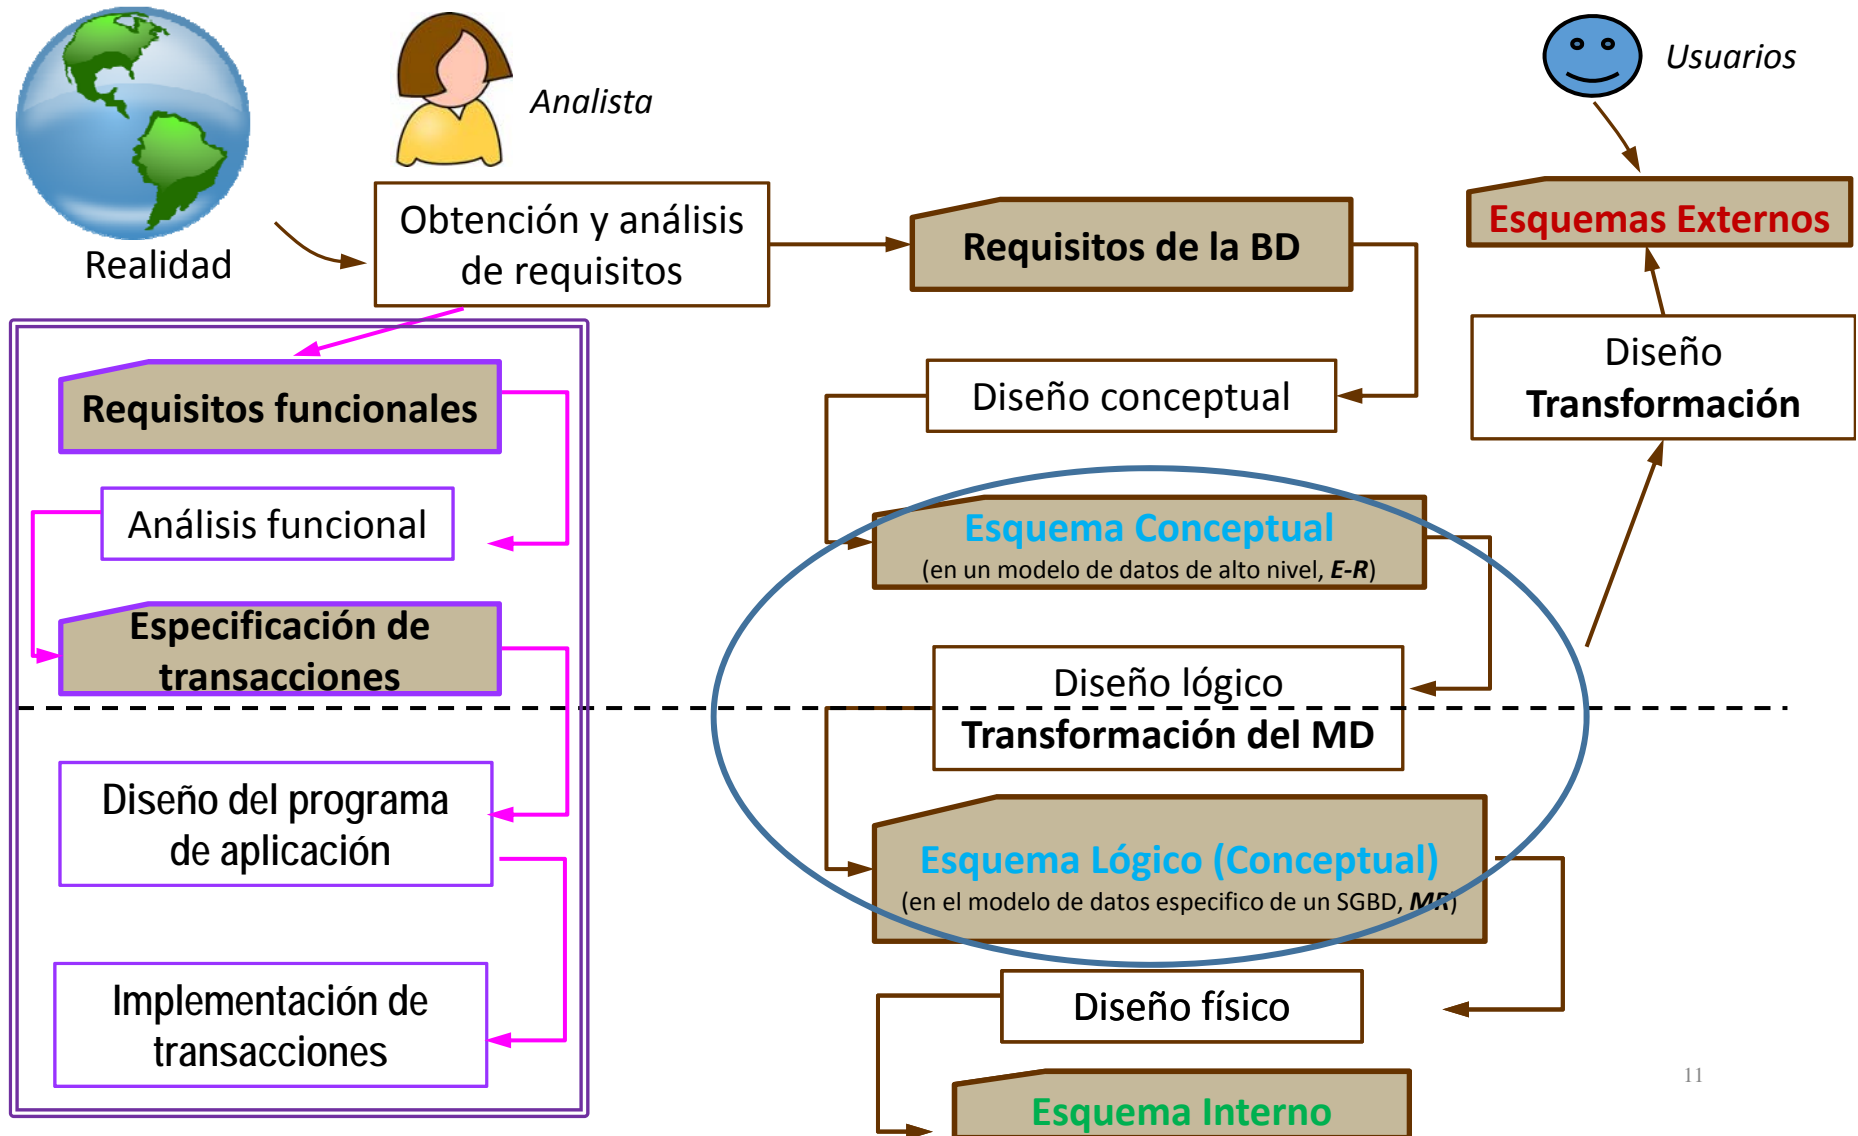 Analista
Usuarios
Realidad
Obtención y análisis
de requisitos
Requisitos de la BD
Esquemas Externos
Diseño
Transformación
Requisitos funcionales
Diseño conceptual
Análisis funcional
Esquema Conceptual
(en un modelo de datos de alto nivel, E-R)
Especificación de
transacciones
Diseño lógico
Transformación del MD
Diseño del programa
de aplicación
Esquema Lógico (Conceptual)
(en el modelo de datos especifico de un SGBD, MR)
Implementación de
transacciones
Diseño físico
Esquema Interno
11